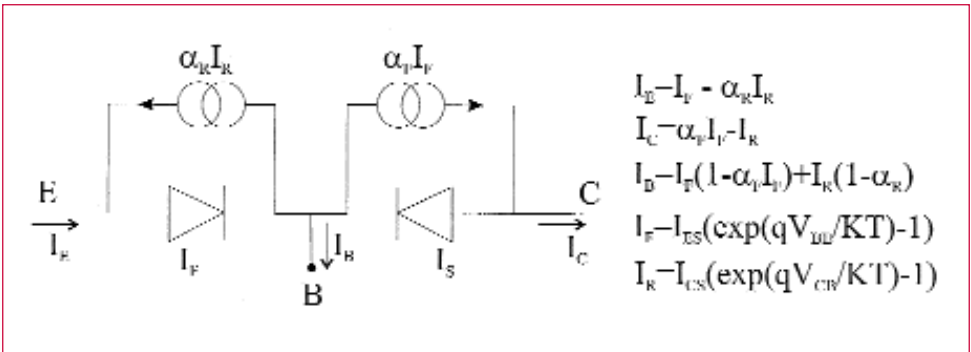 α_R I_R
α_F I_F
E
I_E
I_F
I_B
B
I_S
C
I_C
I_E–I_F - α_R I_R
I_C–α_F I_F-I_R
I_B–I_F(1-α_F I_F)+I_R(1-α_R)
I_F–I_ES(exp(qV_BE/KT)-1)
I_R–I_CS(exp(qV_CB/KT)-1)